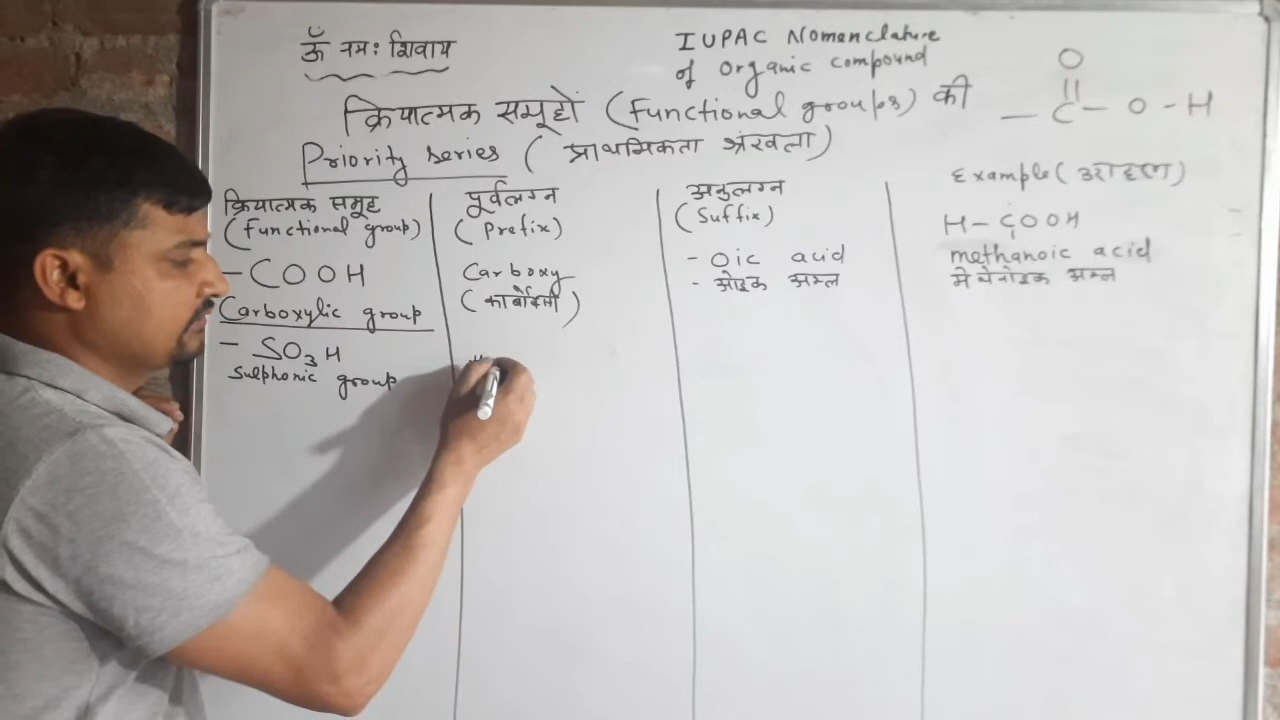 ॐ नमः शिवाय
IUPAC Nomenclature
of Organic compound
क्रियात्मक समूहों (Functional groups) की
Priority series (प्राथमिकता श्रंखला)
O
||
— C — O — H
क्रियात्मक समूह
(Functional group)
- COOH
Carboxylic group
- SO₃H
Sulphonic group
पूर्वलग्न
(Prefix)
Carboxy
(कार्बोक्सी)
अनुलग्न
(Suffix)
- Oic acid
- ओइक अम्ल
Example (उदाहरण)
H - COOH
methanoic acid
मेथेनोइक अम्ल